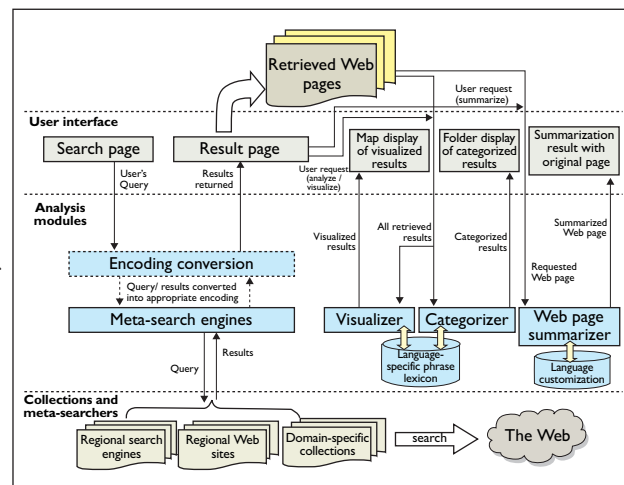 Retrieved Web
pages
User request
(summarize)
User interface
Search page
Result page
Map display
of visualized
results
Folder display
of categorized
results
Summarization
result with
original page
User's
Query
Results
returned
User request
(analyze /
visualize)
Analysis
modules
Visualized
results
All retrieved
results
Categorized
results
Summarized
Web page
Encoding conversion
Requested
Web page
Query/ results converted
into appropriate encoding
Meta-search engines
Visualizer
Categorizer
Web page
summarizer
Query
Results
Language-
specific phrase
lexicon
Language
customization
Collections and
meta-searchers
Regional search
engines
Regional Web
sites
Domain-specific
collections
search
The Web